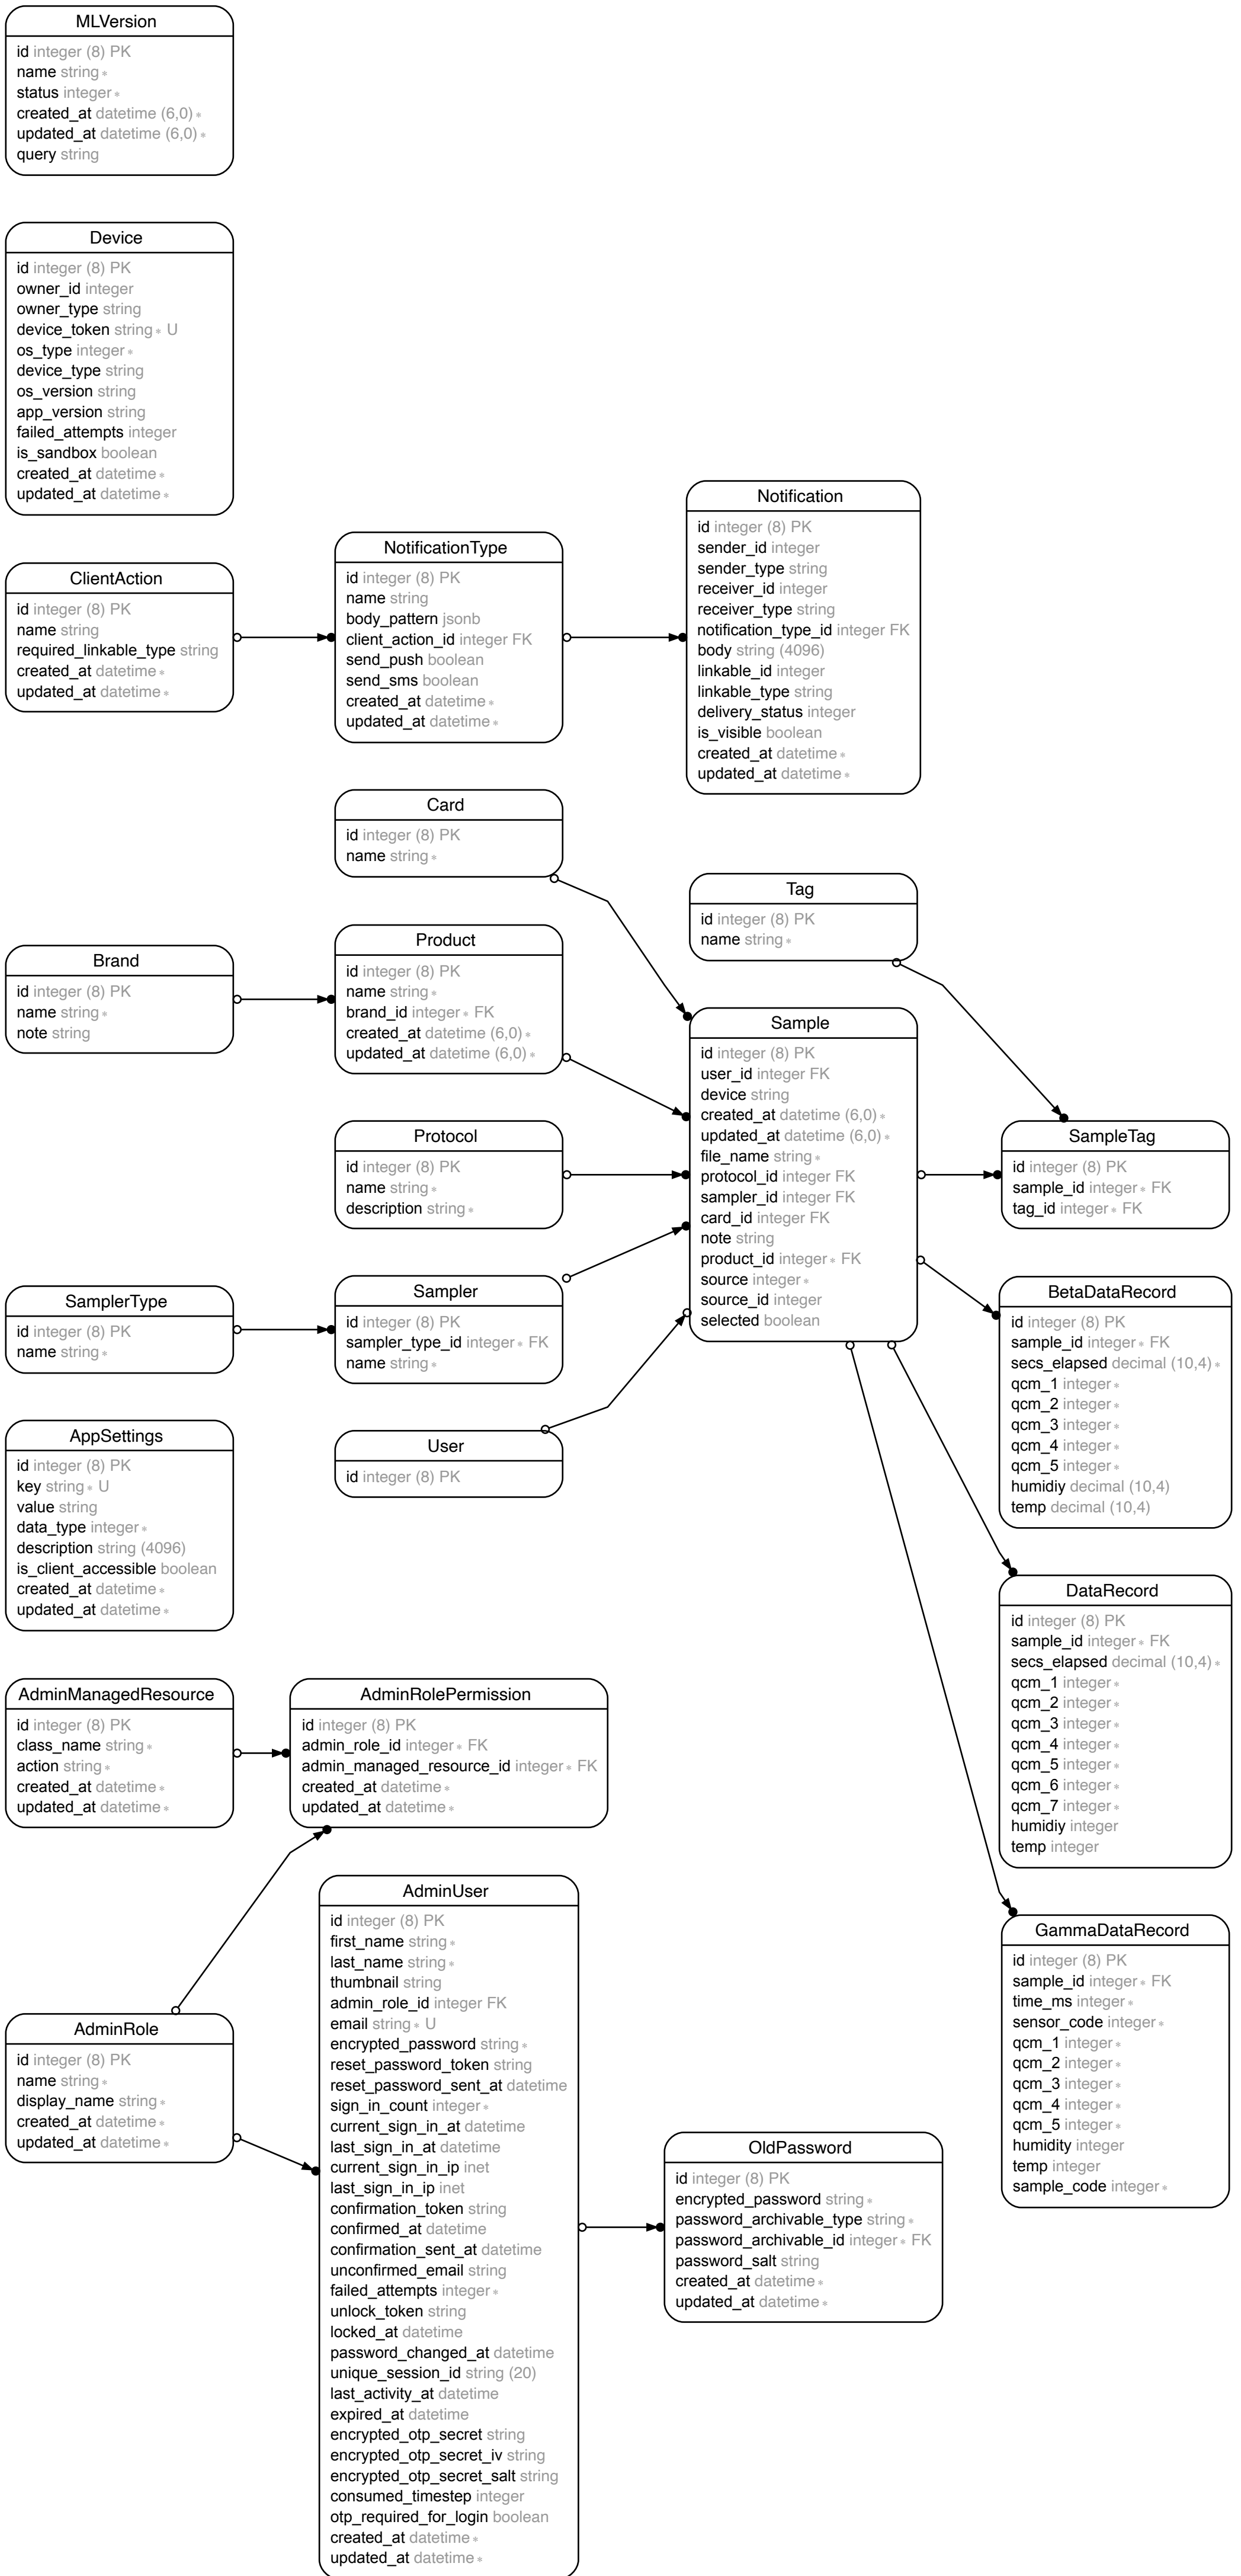 MLVersion
id integer (8) PK
name string ∗
status integer ∗
created_at datetime (6,0) ∗
updated_at datetime (6,0) ∗
query string
Device
id integer (8) PK
owner_id integer
owner_type string
device_token string ∗ U
os_type integer ∗
device_type string
os_version string
app_version string
failed_attempts integer
is_sandbox boolean
created_at datetime ∗
updated_at datetime ∗
ClientAction
id integer (8) PK
name string
required_linkable_type string
created_at datetime ∗
updated_at datetime ∗
NotificationType
id integer (8) PK
name string
body_pattern jsonb
client_action_id integer FK
send_push boolean
send_sms boolean
created_at datetime ∗
updated_at datetime ∗
Notification
id integer (8) PK
sender_id integer
sender_type string
receiver_id integer
receiver_type string
notification_type_id integer FK
body string (4096)
linkable_id integer
linkable_type string
delivery_status integer
is_visible boolean
created_at datetime ∗
updated_at datetime ∗
Card
id integer (8) PK
name string ∗
Tag
id integer (8) PK
name string ∗
Brand
id integer (8) PK
name string ∗
note string
Product
id integer (8) PK
name string ∗
brand_id integer ∗ FK
created_at datetime (6,0) ∗
updated_at datetime (6,0) ∗
Sample
id integer (8) PK
user_id integer FK
device string
created_at datetime (6,0) ∗
updated_at datetime (6,0) ∗
file_name string ∗
protocol_id integer FK
sampler_id integer FK
card_id integer FK
note string
product_id integer ∗ FK
source integer ∗
source_id integer
selected boolean
Protocol
id integer (8) PK
name string ∗
description string ∗
SampleTag
id integer (8) PK
sample_id integer ∗ FK
tag_id integer ∗ FK
SamplerType
id integer (8) PK
name string ∗
Sampler
id integer (8) PK
sampler_type_id integer ∗ FK
name string ∗
BetaDataRecord
id integer (8) PK
sample_id integer ∗ FK
secs_elapsed decimal (10,4) ∗
qcm_1 integer ∗
qcm_2 integer ∗
qcm_3 integer ∗
qcm_4 integer ∗
qcm_5 integer ∗
humidiy decimal (10,4)
temp decimal (10,4)
AppSettings
id integer (8) PK
key string ∗ U
value string
data_type integer ∗
description string (4096)
is_client_accessible boolean
created_at datetime ∗
updated_at datetime ∗
User
id integer (8) PK
DataRecord
id integer (8) PK
sample_id integer ∗ FK
secs_elapsed decimal (10,4) ∗
qcm_1 integer ∗
qcm_2 integer ∗
qcm_3 integer ∗
qcm_4 integer ∗
qcm_5 integer ∗
qcm_6 integer ∗
qcm_7 integer ∗
humidiy integer
temp integer
AdminManagedResource
id integer (8) PK
class_name string ∗
action string ∗
created_at datetime ∗
updated_at datetime ∗
AdminRolePermission
id integer (8) PK
admin_role_id integer ∗ FK
admin_managed_resource_id integer ∗ FK
created_at datetime ∗
updated_at datetime ∗
AdminUser
id integer (8) PK
first_name string ∗
last_name string ∗
thumbnail string
admin_role_id integer FK
email string ∗ U
encrypted_password string ∗
reset_password_token string
reset_password_sent_at datetime
sign_in_count integer ∗
current_sign_in_at datetime
last_sign_in_at datetime
current_sign_in_ip inet
last_sign_in_ip inet
confirmation_token string
confirmed_at datetime
confirmation_sent_at datetime
unconfirmed_email string
failed_attempts integer ∗
unlock_token string
locked_at datetime
password_changed_at datetime
unique_session_id string (20)
last_activity_at datetime
expired_at datetime
encrypted_otp_secret string
encrypted_otp_secret_iv string
encrypted_otp_secret_salt string
consumed_timestep integer
otp_required_for_login boolean
created_at datetime ∗
updated_at datetime ∗
GammaDataRecord
id integer (8) PK
sample_id integer ∗ FK
time_ms integer ∗
sensor_code integer ∗
qcm_1 integer ∗
qcm_2 integer ∗
qcm_3 integer ∗
qcm_4 integer ∗
qcm_5 integer ∗
humidity integer
temp integer
sample_code integer ∗
AdminRole
id integer (8) PK
name string ∗
display_name string ∗
created_at datetime ∗
updated_at datetime ∗
OldPassword
id integer (8) PK
encrypted_password string ∗
password_archivable_type string ∗
password_archivable_id integer ∗ FK
password_salt string
created_at datetime ∗
updated_at datetime ∗